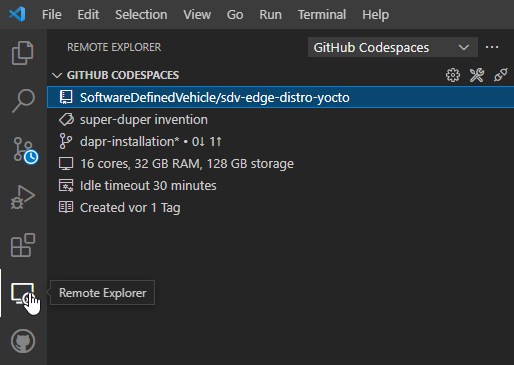 File Edit Selection View Go Run Terminal Help
REMOTE EXPLORER GitHub Codespaces
GITHUB CODESPACES
SoftwareDefinedVehicle/sdv-edge-distro-yocto
super-duper invention
dapr-installation* • 0↓ 1↑
16 cores, 32 GB RAM, 128 GB storage
Idle timeout 30 minutes
Created vor 1 Tag
Remote Explorer